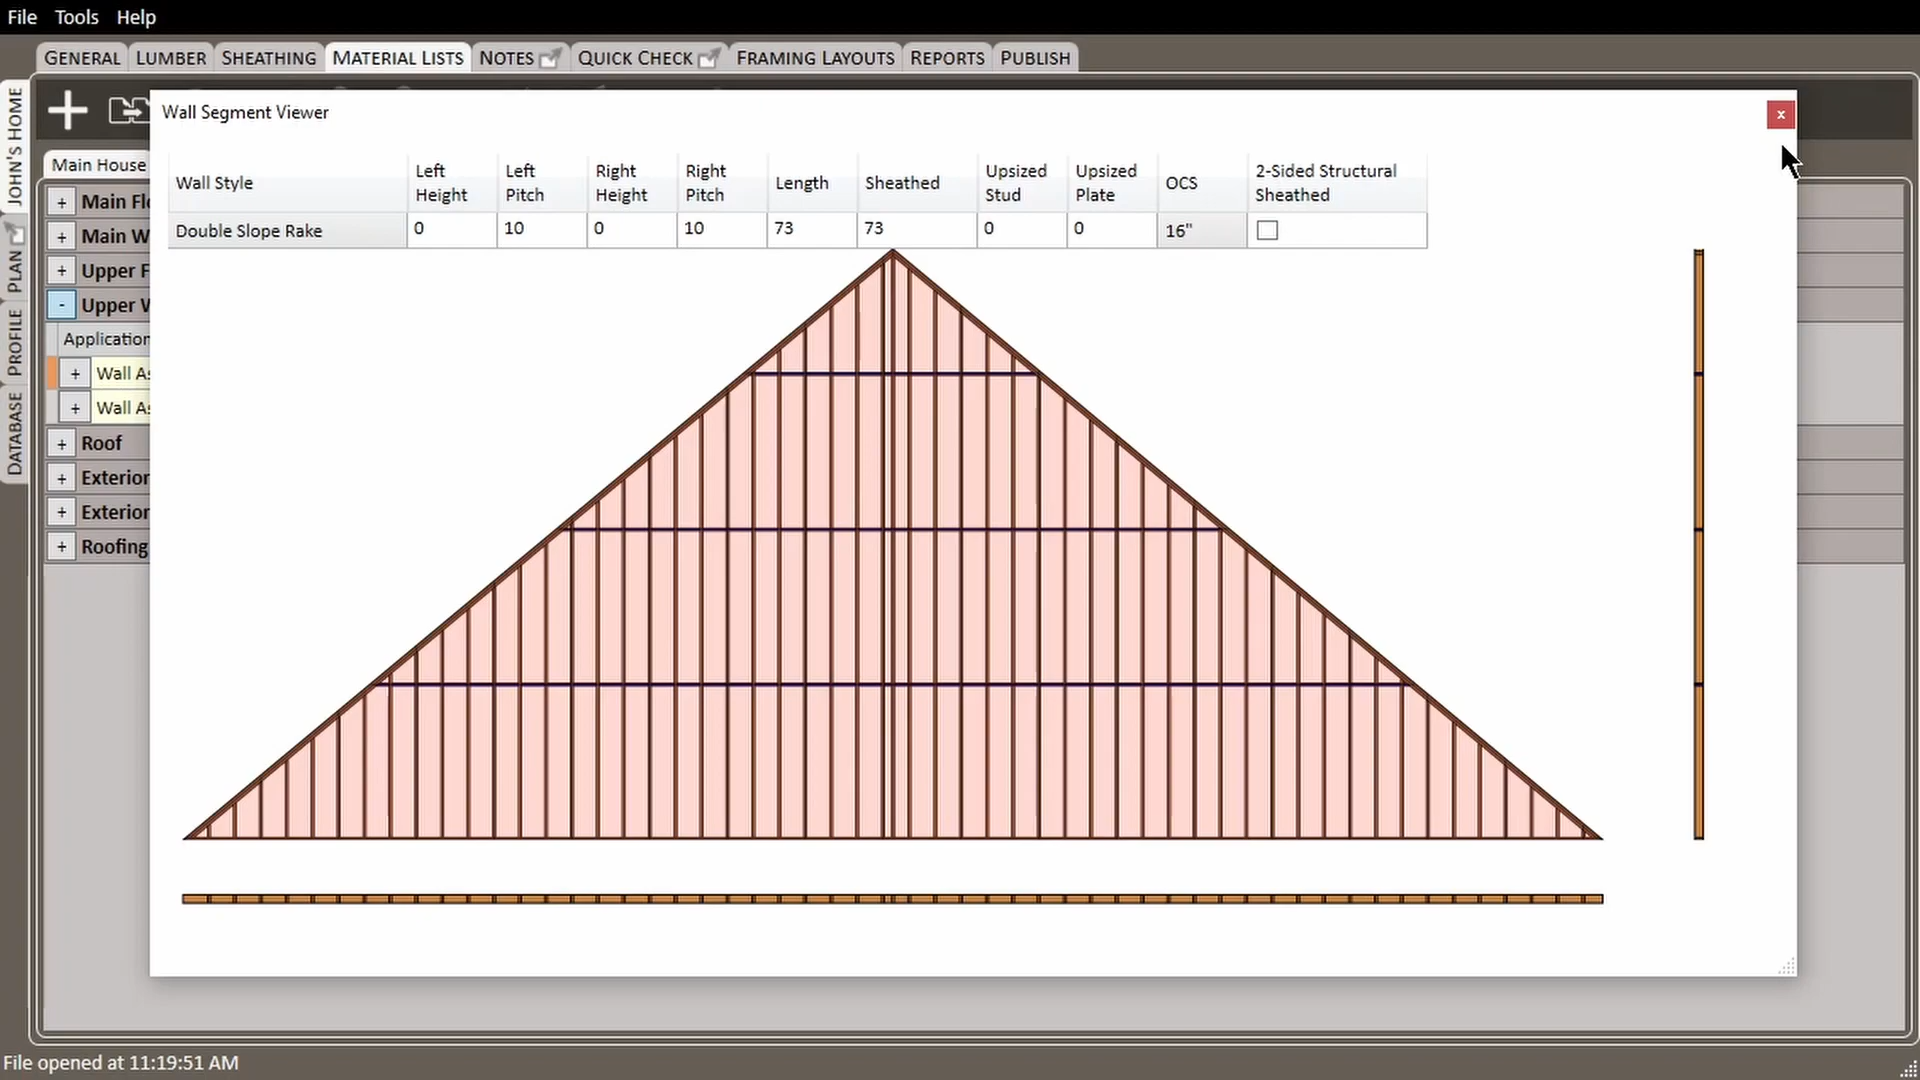 File Tools Help
GENERAL LUMBER SHEATHING MATERIAL LISTS NOTES QUICK CHECK FRAMING LAYOUTS REPORTS PUBLISH
JOHN'S HOME
PLAN
PROFILE
DATABASE
Main House
+ Main Flo
+ Main W
+ Upper F
- Upper W
Application
+ Wall As
+ Wall As
+ Roof
+ Exterior
+ Exterior
+ Roofing
Wall Segment Viewer
x
Wall Style Left Height Left Pitch Right Height Right Pitch Length Sheathed Upsized Stud Upsized Plate OCS 2-Sided Structural Sheathed
Double Slope Rake 0 10 0 10 73 73 0 0 16"
File opened at 11:19:51 AM